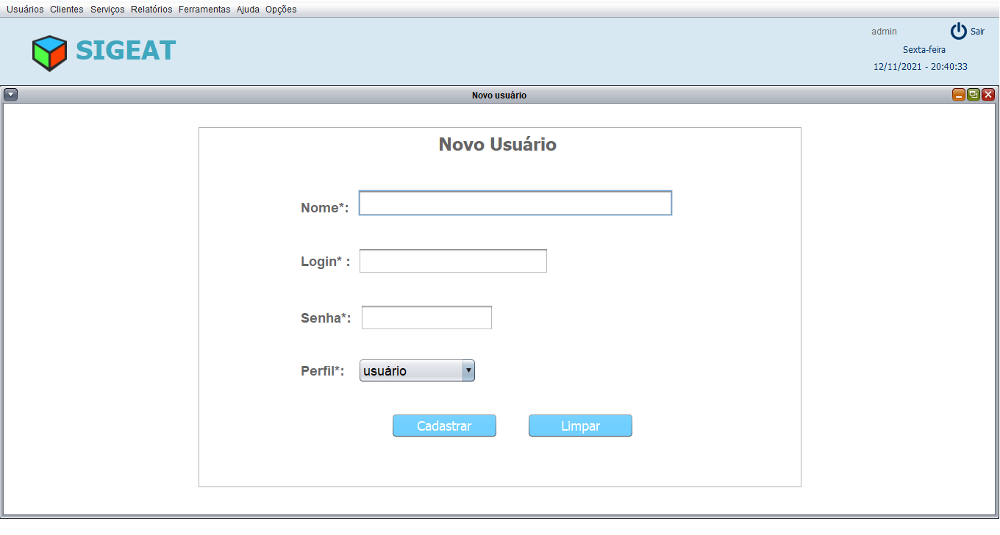 Usuários Clientes Serviços Relatórios Ferramentas Ajuda Opções
SIGEAT
admin Sair
Sexta-feira
12/11/2021 - 20:40:33
Novo usuário
Novo Usuário
Nome*:
Login* :
Senha*:
Perfil*: usuário
Cadastrar Limpar